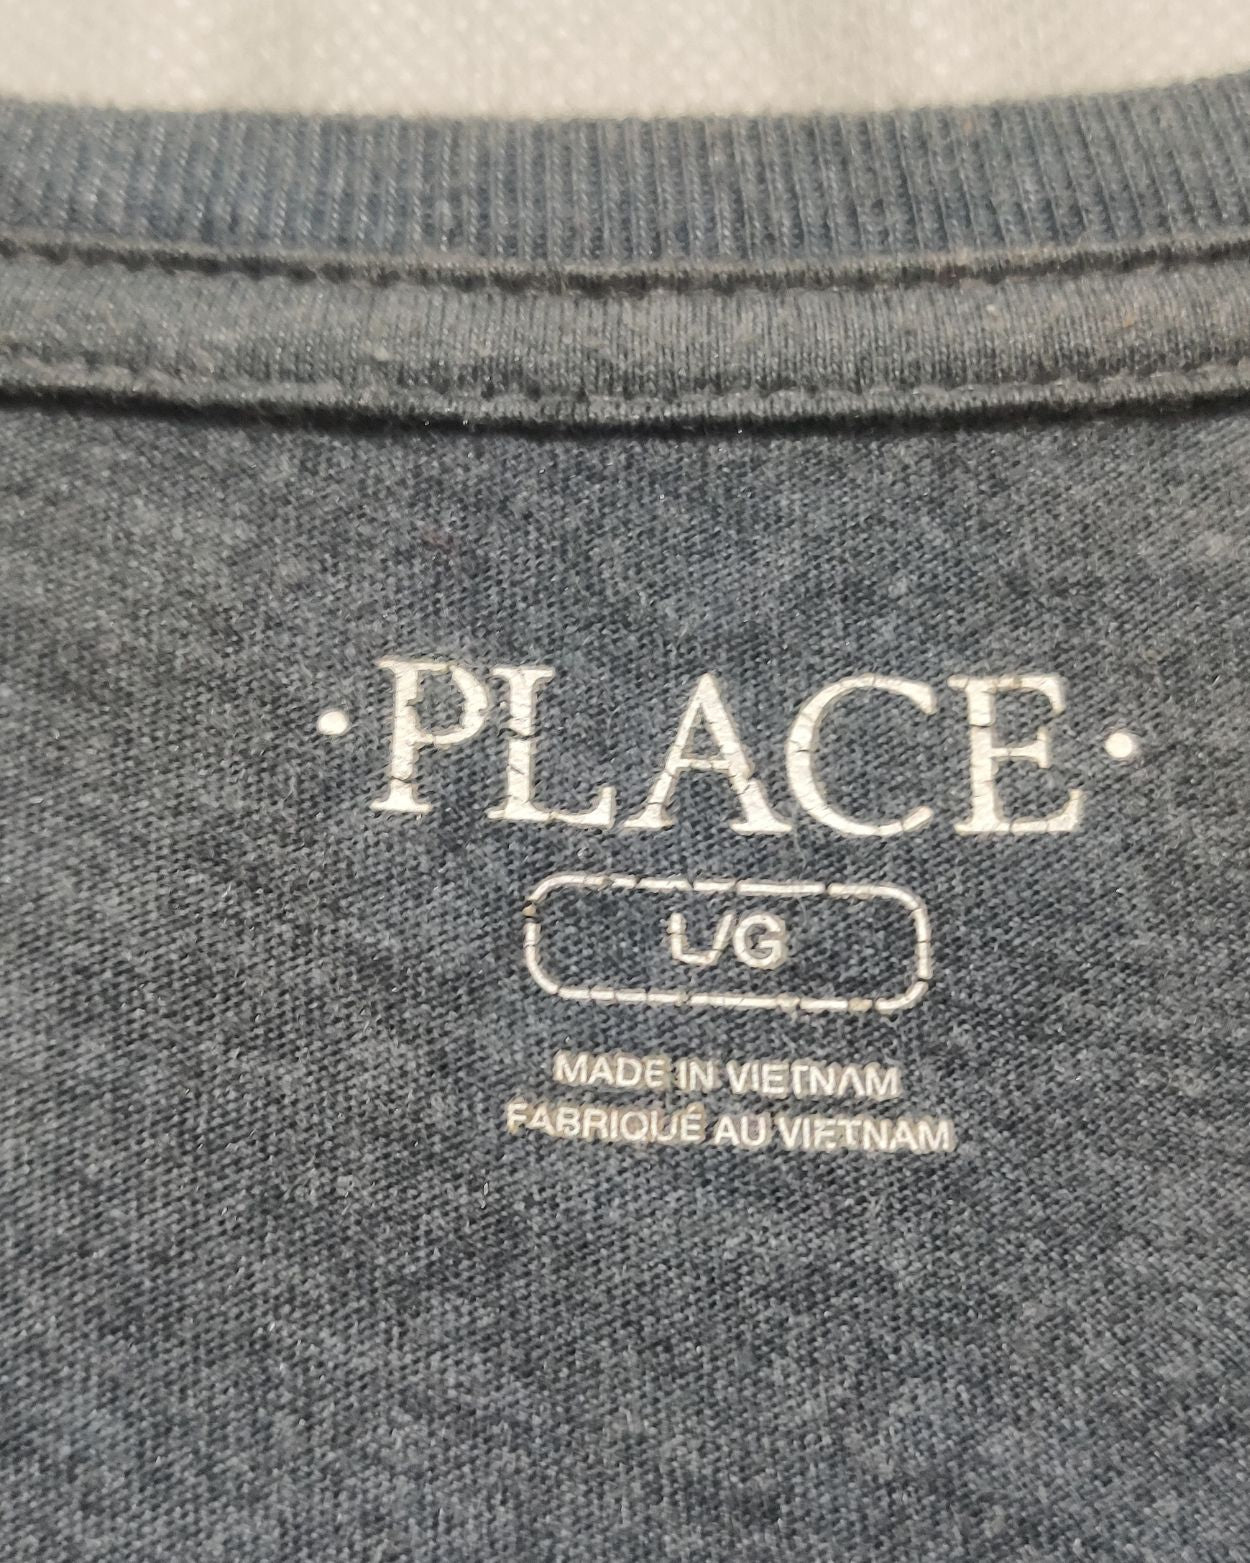 ·PLACE·
L/G
MADE IN VIETNAM
FABRIQUÉ AU VIETNAM